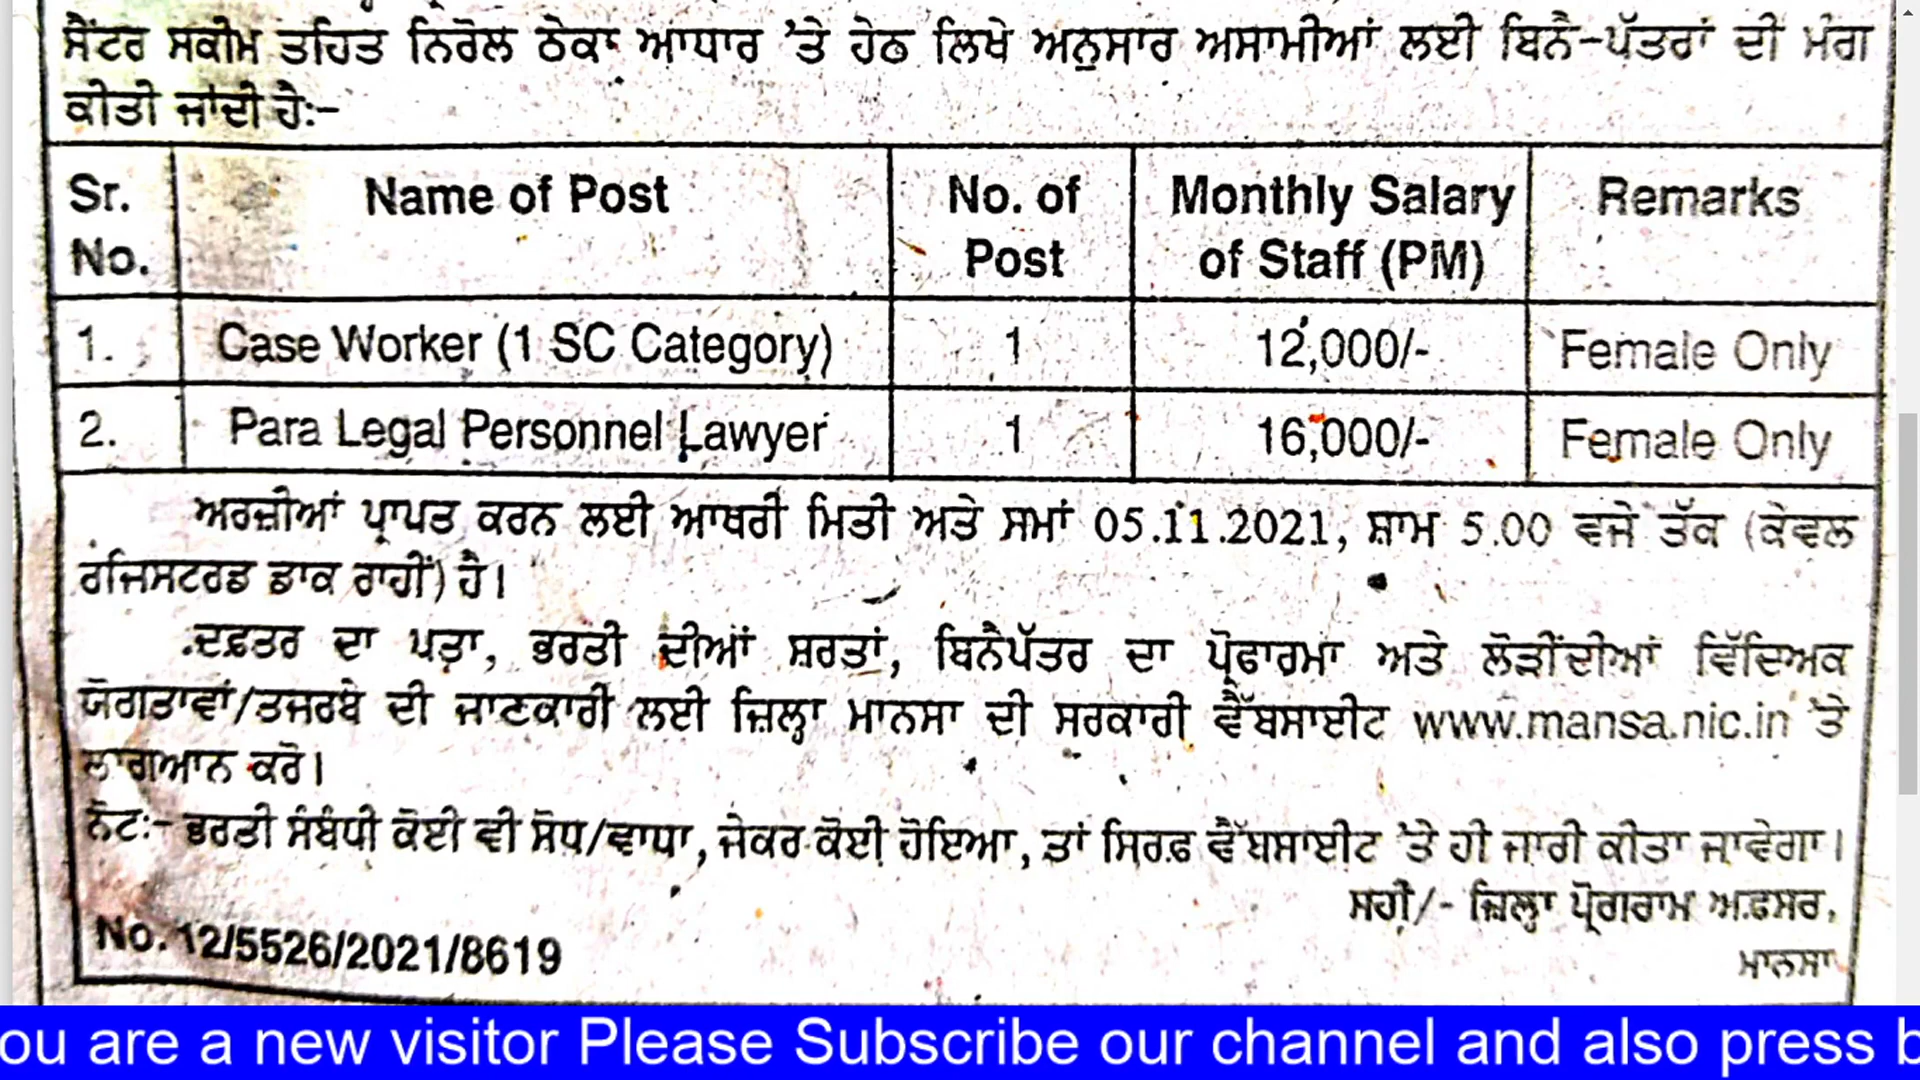 ਸੈਂਟਰ ਸਕੀਮ ਤਹਿਤ ਨਿਰੋਲ ਠੇਕਾ ਆਧਾਰ 'ਤੇ ਹੇਠ ਲਿਖੇ ਅਨੁਸਾਰ ਅਸਾਮੀਆਂ ਲਈ ਬਿਨੈ-ਪੱਤਰਾਂ ਦੀ ਮੰਗ
ਕੀਤੀ ਜਾਂਦੀ ਹੈ:-
Sr. No. Name of Post No. of Post Monthly Salary of Staff (PM) Remarks
1. Case Worker (1 SC Category) 1 12,000/- Female Only
2. Para Legal Personnel Lawyer 1 16,000/- Female Only
ਅਰਜ਼ੀਆਂ ਪ੍ਰਾਪਤ ਕਰਨ ਲਈ ਆਖਰੀ ਮਿਤੀ ਅਤੇ ਸਮਾਂ 05.11.2021, ਸ਼ਾਮ 5.00 ਵਜੇ ਤੱਕ (ਕੇਵਲ
ਰਜਿਸਟਰਡ ਡਾਕ ਰਾਹੀਂ) ਹੈ।
ਦਫ਼ਤਰ ਦਾ ਪਤਾ, ਭਰਤੀ ਦੀਆਂ ਸ਼ਰਤਾਂ, ਬਿਨੈਪੱਤਰ ਦਾ ਪ੍ਰੋਫਾਰਮਾ ਅਤੇ ਲੋੜੀਂਦੀਆਂ ਵਿੱਦਿਅਕ
ਯੋਗਤਾਵਾਂ/ਤਜਰਬੇ ਦੀ ਜਾਣਕਾਰੀ ਲਈ ਜ਼ਿਲ੍ਹਾ ਮਾਨਸਾ ਦੀ ਸਰਕਾਰੀ ਵੈੱਬਸਾਈਟ www.mansa.nic.in 'ਤੇ
ਲਾਗਆਨ ਕਰੋ।
ਨੋਟ:- ਭਰਤੀ ਸੰਬੰਧੀ ਕੋਈ ਵੀ ਸੋਧ/ਵਾਧਾ, ਜੇਕਰ ਕੋਈ ਹੋਇਆ, ਤਾਂ ਸਿਰਫ਼ ਵੈੱਬਸਾਈਟ 'ਤੇ ਹੀ ਜਾਰੀ ਕੀਤਾ ਜਾਵੇਗਾ।
ਸਹੀ/- ਜ਼ਿਲ੍ਹਾ ਪ੍ਰੋਗਰਾਮ ਅਫ਼ਸਰ,
ਮਾਨਸਾ
No. 12/5526/2021/8619
ou are a new visitor Please Subscribe our channel and also press b